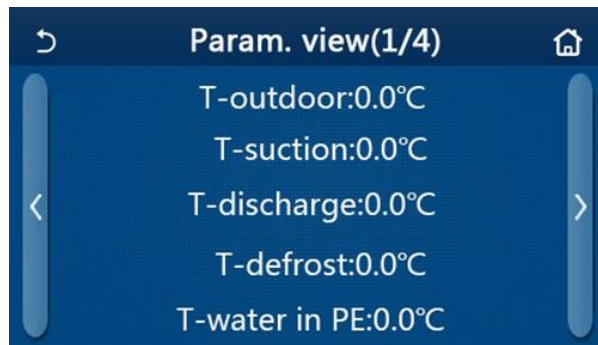 Param. view(1/4)
T-outdoor:0.0℃
T-suction:0.0℃
T-discharge:0.0℃
T-defrost:0.0℃
T-water in PE:0.0℃